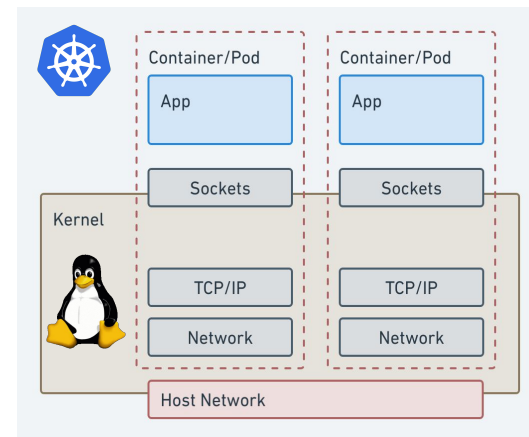 Container/Pod
Container/Pod
App
App
Sockets
Sockets
Kernel
TCP/IP
TCP/IP
Network
Network
Host Network